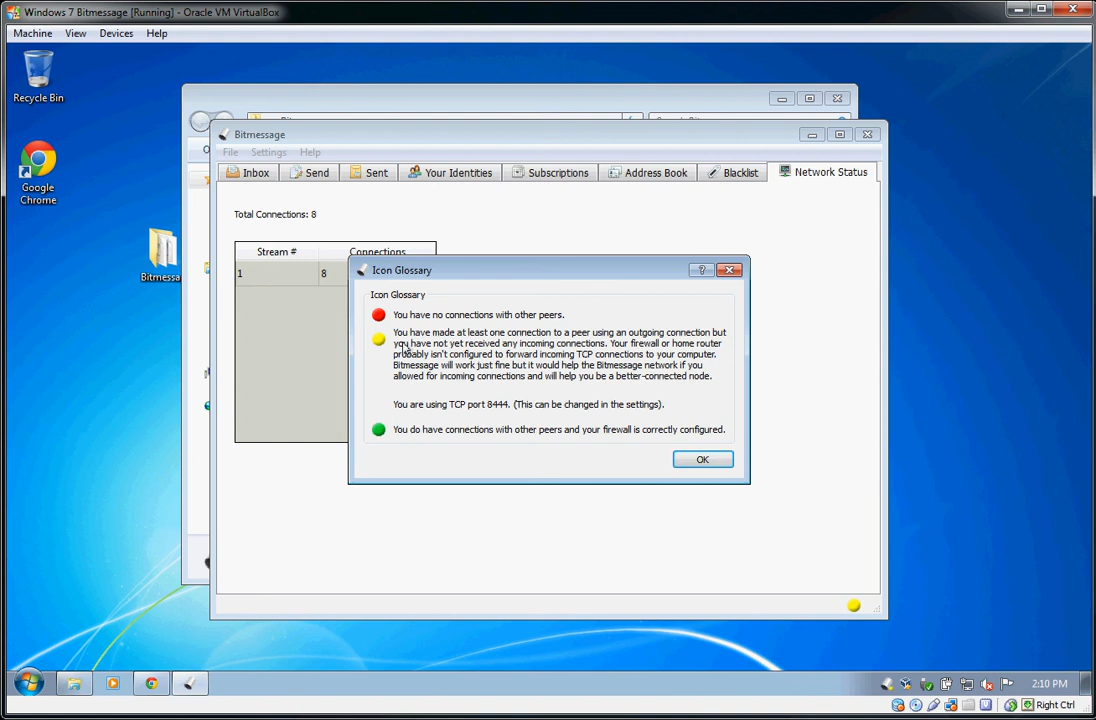 Windows 7 Bitmessage [Running] - Oracle VM VirtualBox
Machine View Devices Help
Recycle Bin
Google
Chrome
Bitmessa
Bitmessage
File Settings Help
Inbox Send Sent Your Identities Subscriptions Address Book Blacklist Network Status
Total Connections: 8
Stream # Connections
1 8
Icon Glossary
Icon Glossary
You have no connections with other peers.
You have made at least one connection to a peer using an outgoing connection but
you have not yet received any incoming connections. Your firewall or home router
probably isn't configured to forward incoming TCP connections to your computer.
Bitmessage will work just fine but it would help the Bitmessage network if you
allowed for incoming connections and will help you be a better-connected node.
You are using TCP port 8444. (This can be changed in the settings).
You do have connections with other peers and your firewall is correctly configured.
OK
2:10 PM
Right Ctrl